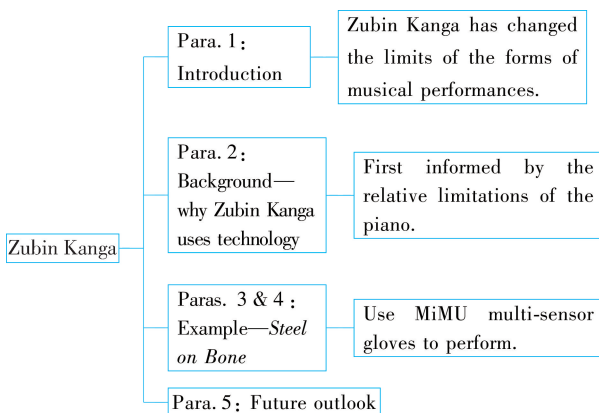 Zubin Kanga
Para. 1:
Introduction
Zubin Kanga has changed
the limits of the forms of
musical performances.
Para. 2:
Background—
why Zubin Kanga
uses technology
First informed by the
relative limitations of the
piano.
Paras. 3 & 4:
Example—Steel
on Bone
Use MiMU multi-sensor
gloves to perform.
Para. 5: Future outlook